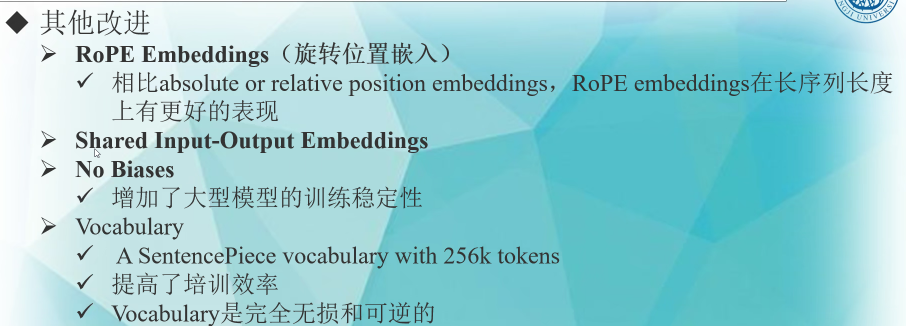 ◆ 其他改进
➢ RoPE Embeddings（旋转位置嵌入）
✓ 相比absolute or relative position embeddings，RoPE embeddings在长序列长度
上有更好的表现
➢ Shared Input-Output Embeddings
➢ No Biases
✓ 增加了大型模型的训练稳定性
➢ Vocabulary
✓ A SentencePiece vocabulary with 256k tokens
✓ 提高了培训效率
✓ Vocabulary是完全无损和可逆的